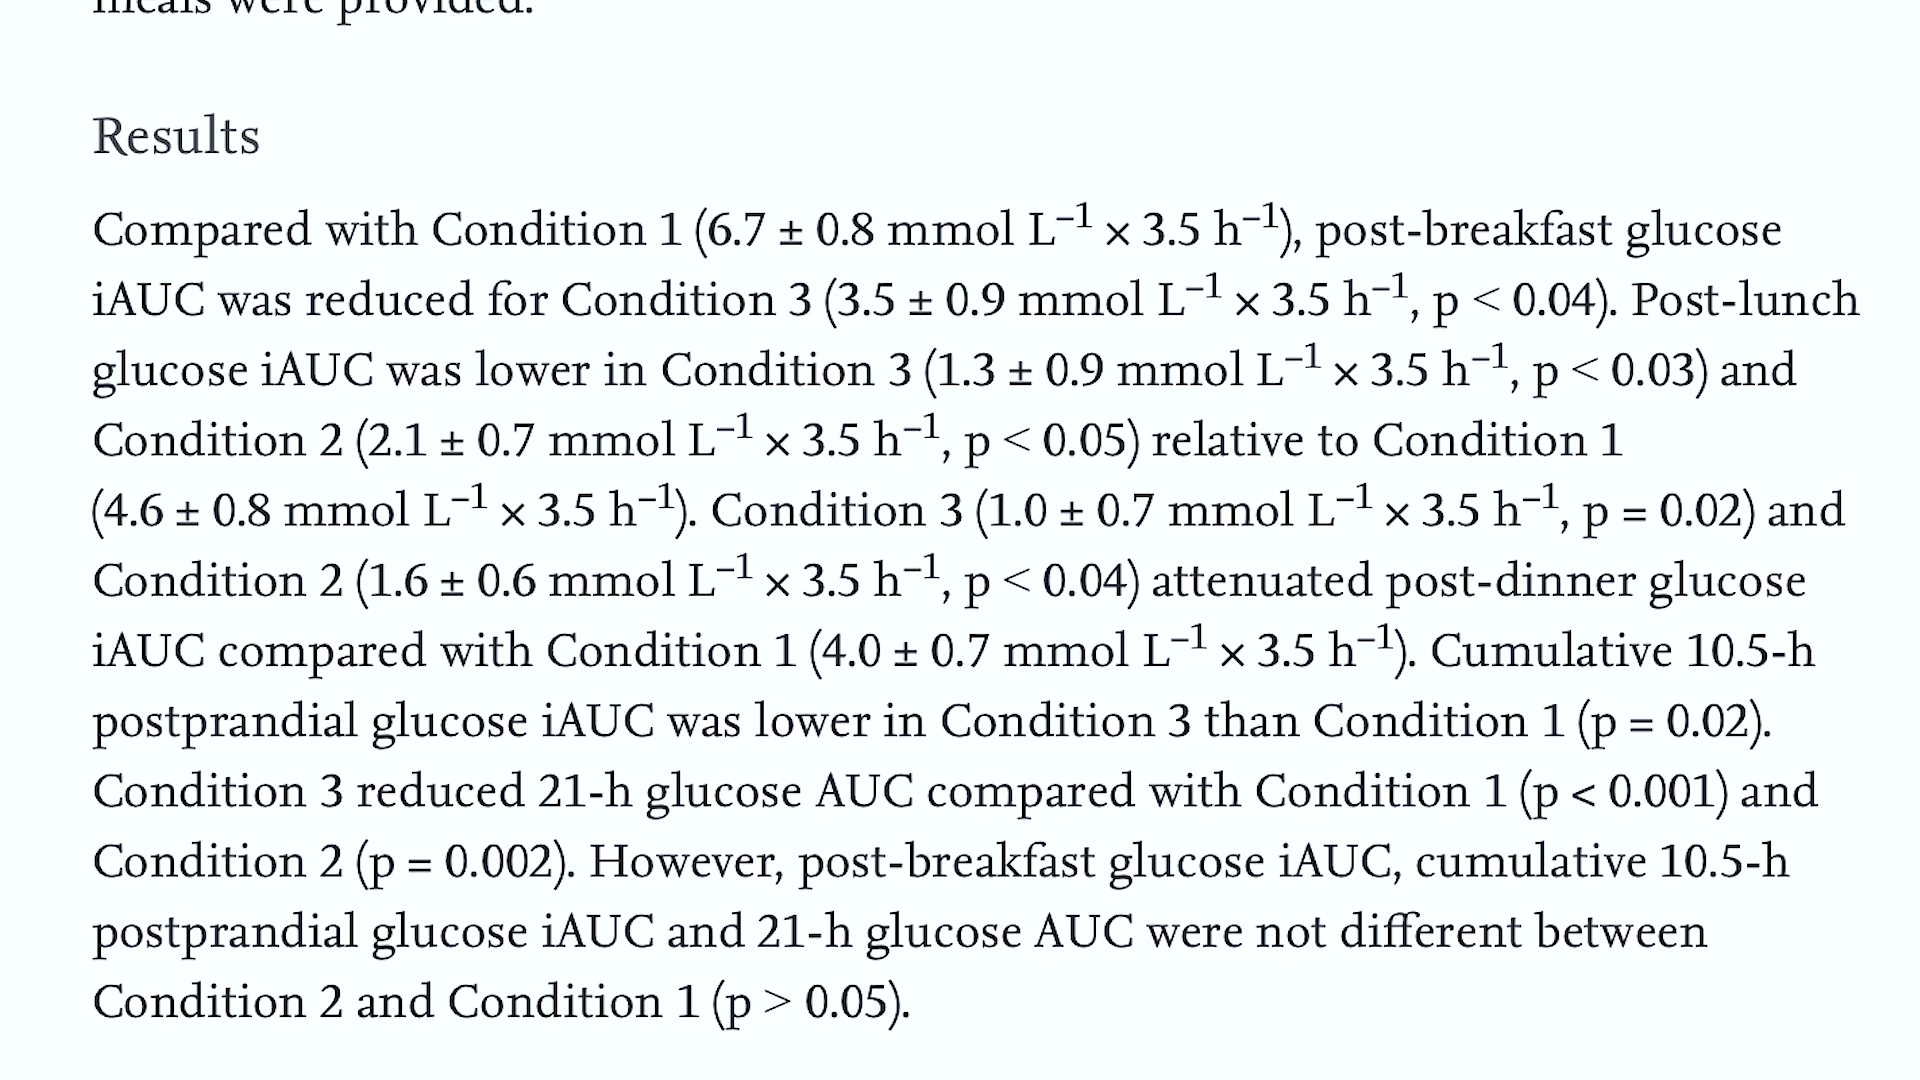 meals were provided.
Results
Compared with Condition 1 (6.7 ± 0.8 mmol L⁻¹ × 3.5 h⁻¹), post-breakfast glucose
iAUC was reduced for Condition 3 (3.5 ± 0.9 mmol L⁻¹ × 3.5 h⁻¹, p < 0.04). Post-lunch
glucose iAUC was lower in Condition 3 (1.3 ± 0.9 mmol L⁻¹ × 3.5 h⁻¹, p < 0.03) and
Condition 2 (2.1 ± 0.7 mmol L⁻¹ × 3.5 h⁻¹, p < 0.05) relative to Condition 1
(4.6 ± 0.8 mmol L⁻¹ × 3.5 h⁻¹). Condition 3 (1.0 ± 0.7 mmol L⁻¹ × 3.5 h⁻¹, p = 0.02) and
Condition 2 (1.6 ± 0.6 mmol L⁻¹ × 3.5 h⁻¹, p < 0.04) attenuated post-dinner glucose
iAUC compared with Condition 1 (4.0 ± 0.7 mmol L⁻¹ × 3.5 h⁻¹). Cumulative 10.5-h
postprandial glucose iAUC was lower in Condition 3 than Condition 1 (p = 0.02).
Condition 3 reduced 21-h glucose AUC compared with Condition 1 (p < 0.001) and
Condition 2 (p = 0.002). However, post-breakfast glucose iAUC, cumulative 10.5-h
postprandial glucose iAUC and 21-h glucose AUC were not different between
Condition 2 and Condition 1 (p > 0.05).